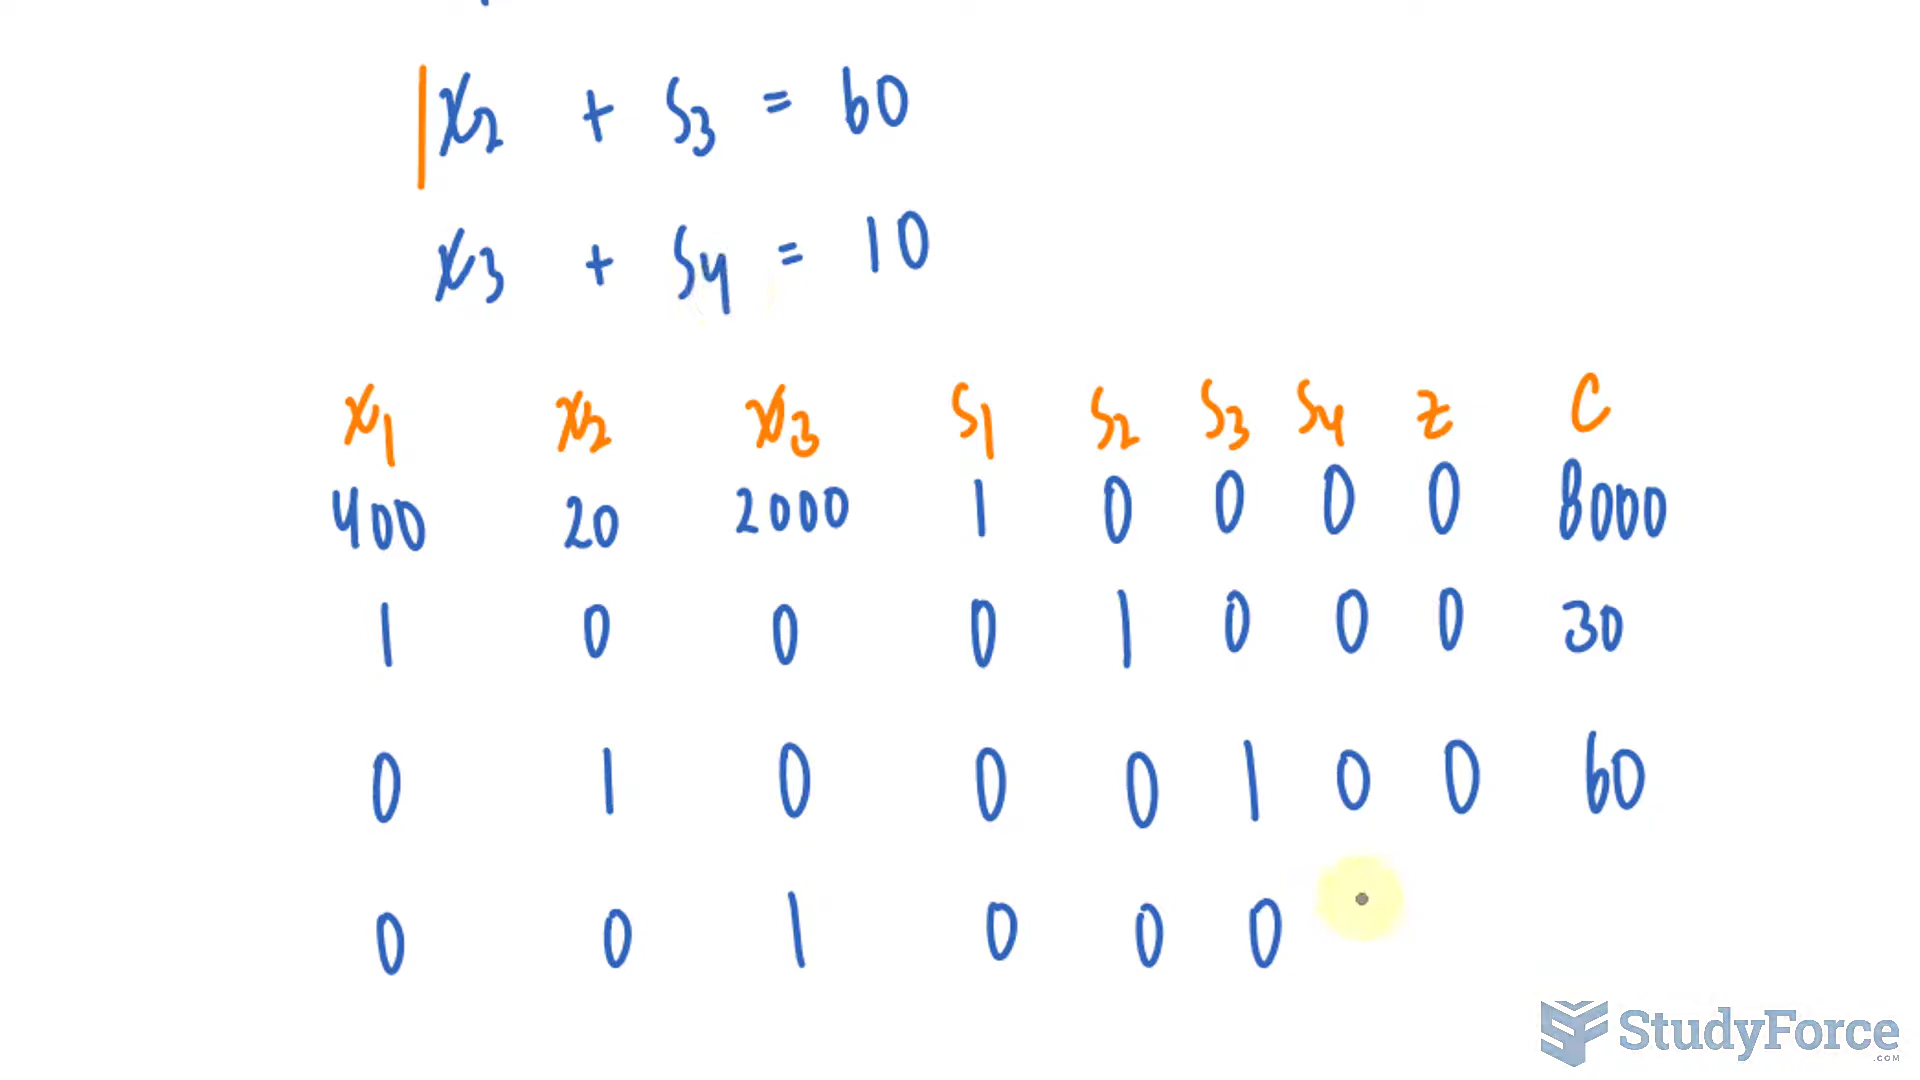 x2 + S3 = 60
x3 + S4 = 10
x1 x2 x3 S1 S2 S3 S4 z C
400 20 2000 1 0 0 0 0 8000
1 0 0 0 1 0 0 0 30
0 1 0 0 0 1 0 0 60
0 0 1 0 0 0
StudyForce
.COM